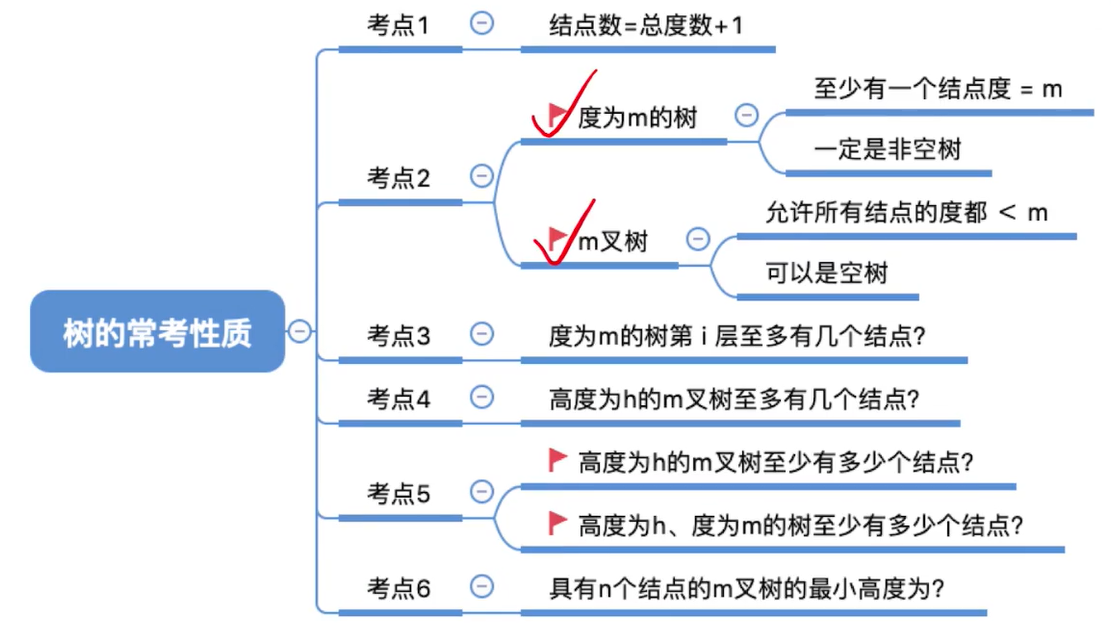 树的常考性质
考点1
结点数=总度数+1
考点2
度为m的树
至少有一个结点度 = m
一定是非空树
m叉树
允许所有结点的度都 < m
可以是空树
考点3
度为m的树第 i 层至多有几个结点?
考点4
高度为h的m叉树至多有几个结点?
考点5
高度为h的m叉树至少有多少个结点?
高度为h、度为m的树至少有多少个结点?
考点6
具有n个结点的m叉树的最小高度为?